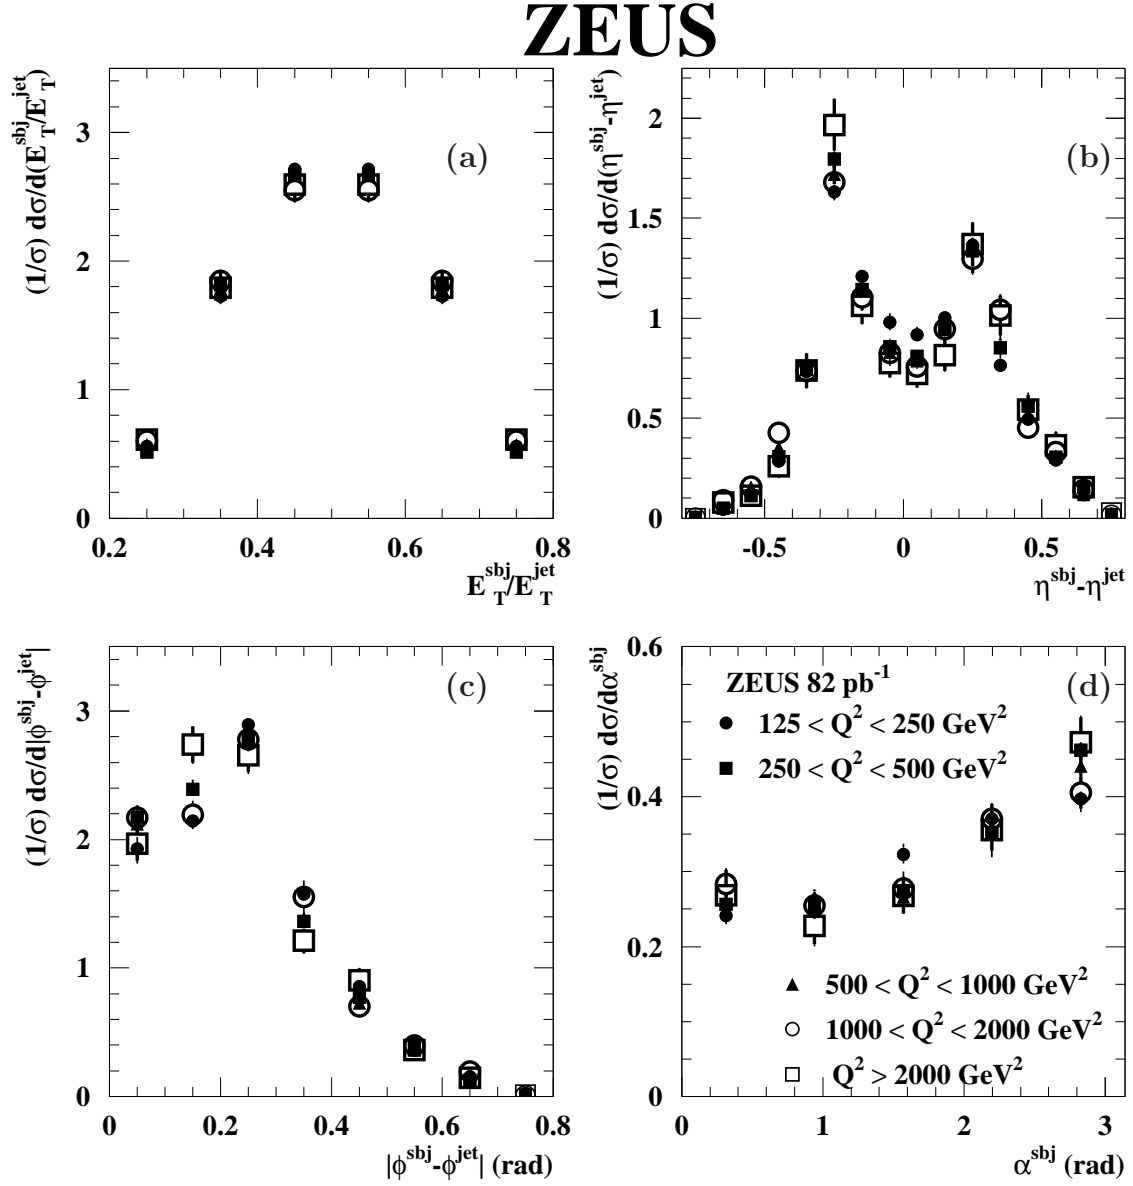 ZEUS
(1/σ) dσ/d(E_T^sbj/E_T^jet)
(a)
3
2
1
0
0.2 0.4 0.6 0.8
E_T^sbj/E_T^jet
(1/σ) dσ/d(η^sbj-η^jet)
(b)
2
1.5
1
0.5
0
-0.5 0 0.5
η^sbj-η^jet
(1/σ) dσ/d|ϕ^sbj-ϕ^jet|
(c)
3
2
1
0
0 0.2 0.4 0.6 0.8
|ϕ^sbj-ϕ^jet| (rad)
(1/σ) dσ/dα^sbj
(d)
0.6
0.4
0.2
0
ZEUS 82 pb^-1
125 < Q^2 < 250 GeV^2
250 < Q^2 < 500 GeV^2
500 < Q^2 < 1000 GeV^2
1000 < Q^2 < 2000 GeV^2
Q^2 > 2000 GeV^2
0 1 2 3
α^sbj (rad)